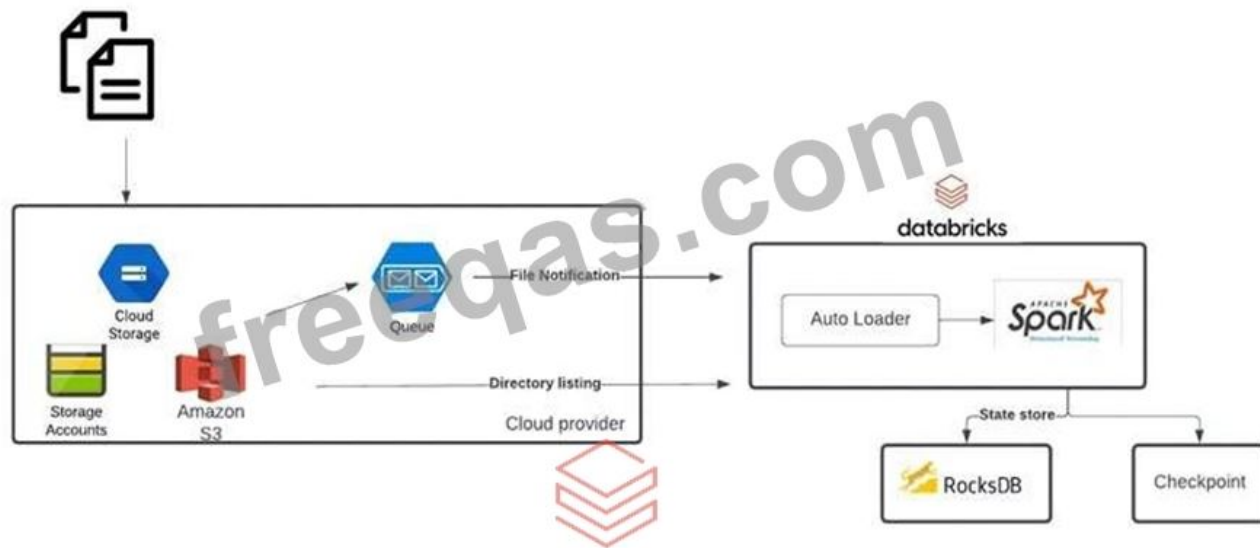 freeqas.com
databricks
File Notification
Cloud
Storage
Queue
Auto Loader
APACHE
Spark
Directory listing
Storage
Accounts
Amazon
S3
Cloud provider
State store
RocksDB
Checkpoint